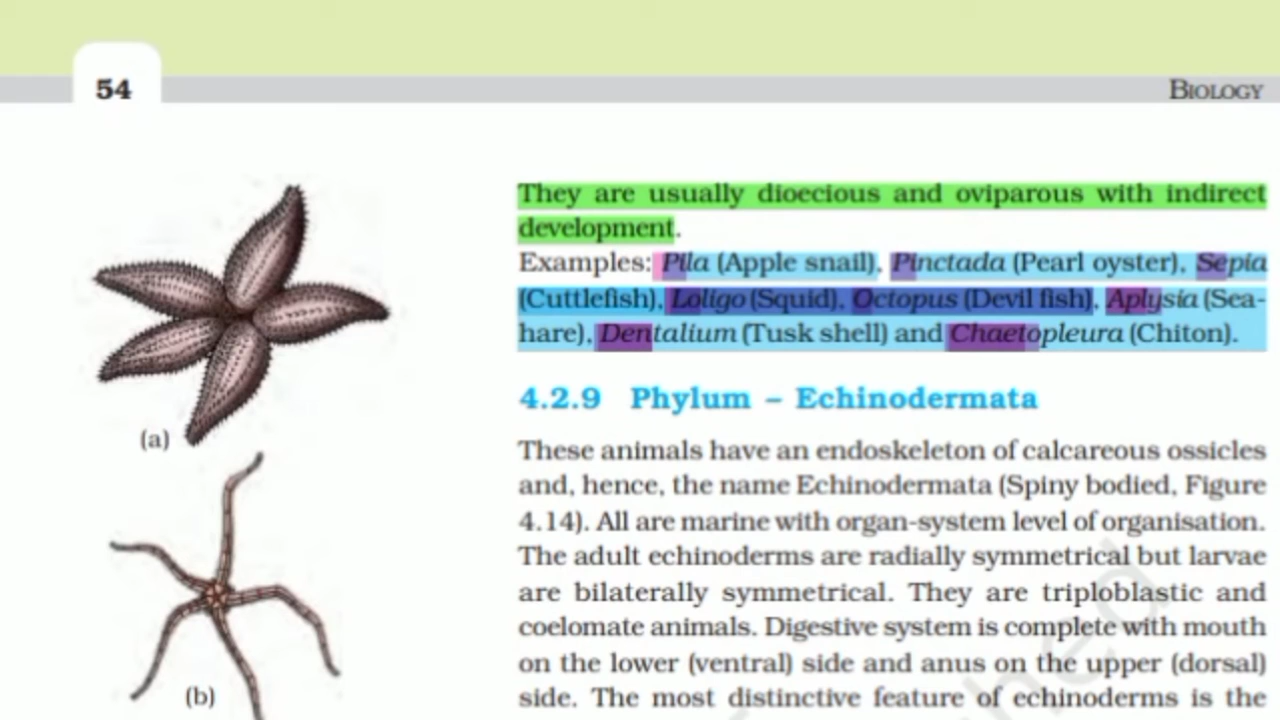 54
BIOLOGY
They are usually dioecious and oviparous with indirect
development.
Examples: Pila (Apple snail), Pinctada (Pearl oyster), Sepia
(Cuttlefish), Loligo (Squid), Octopus (Devil fish), Aplysia (Sea-
hare), Dentalium (Tusk shell) and Chaetopleura (Chiton).
4.2.9 Phylum – Echinodermata
These animals have an endoskeleton of calcareous ossicles
and, hence, the name Echinodermata (Spiny bodied, Figure
4.14). All are marine with organ-system level of organisation.
The adult echinoderms are radially symmetrical but larvae
are bilaterally symmetrical. They are triploblastic and
coelomate animals. Digestive system is complete with mouth
on the lower (ventral) side and anus on the upper (dorsal)
side. The most distinctive feature of echinoderms is the
(a)
(b)